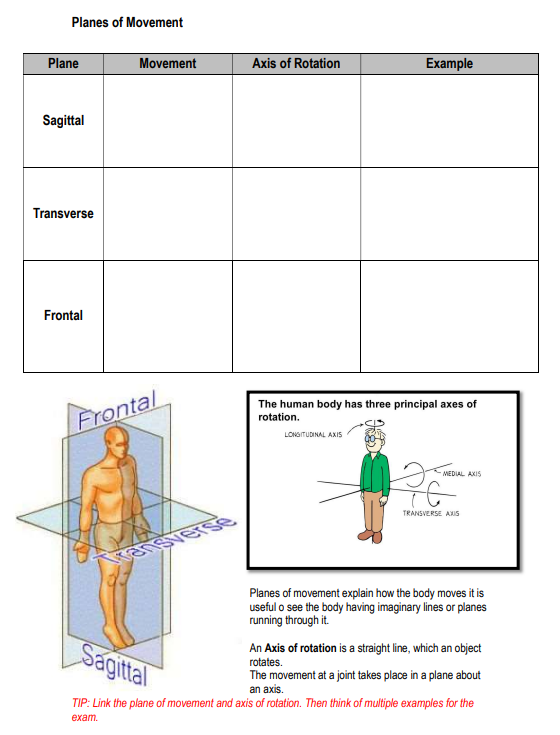 Planes of Movement
Plane Movement Axis of Rotation Example
Sagittal
Transverse
Frontal
Frontal
Transverse
Sagittal
The human body has three principal axes of
rotation.
LONGITUDINAL AXIS
MEDIAL AXIS
TRANSVERSE AXIS
Planes of movement explain how the body moves it is
useful o see the body having imaginary lines or planes
running through it.
An Axis of rotation is a straight line, which an object
rotates.
The movement at a joint takes place in a plane about
an axis.
TIP: Link the plane of movement and axis of rotation. Then think of multiple examples for the
exam.